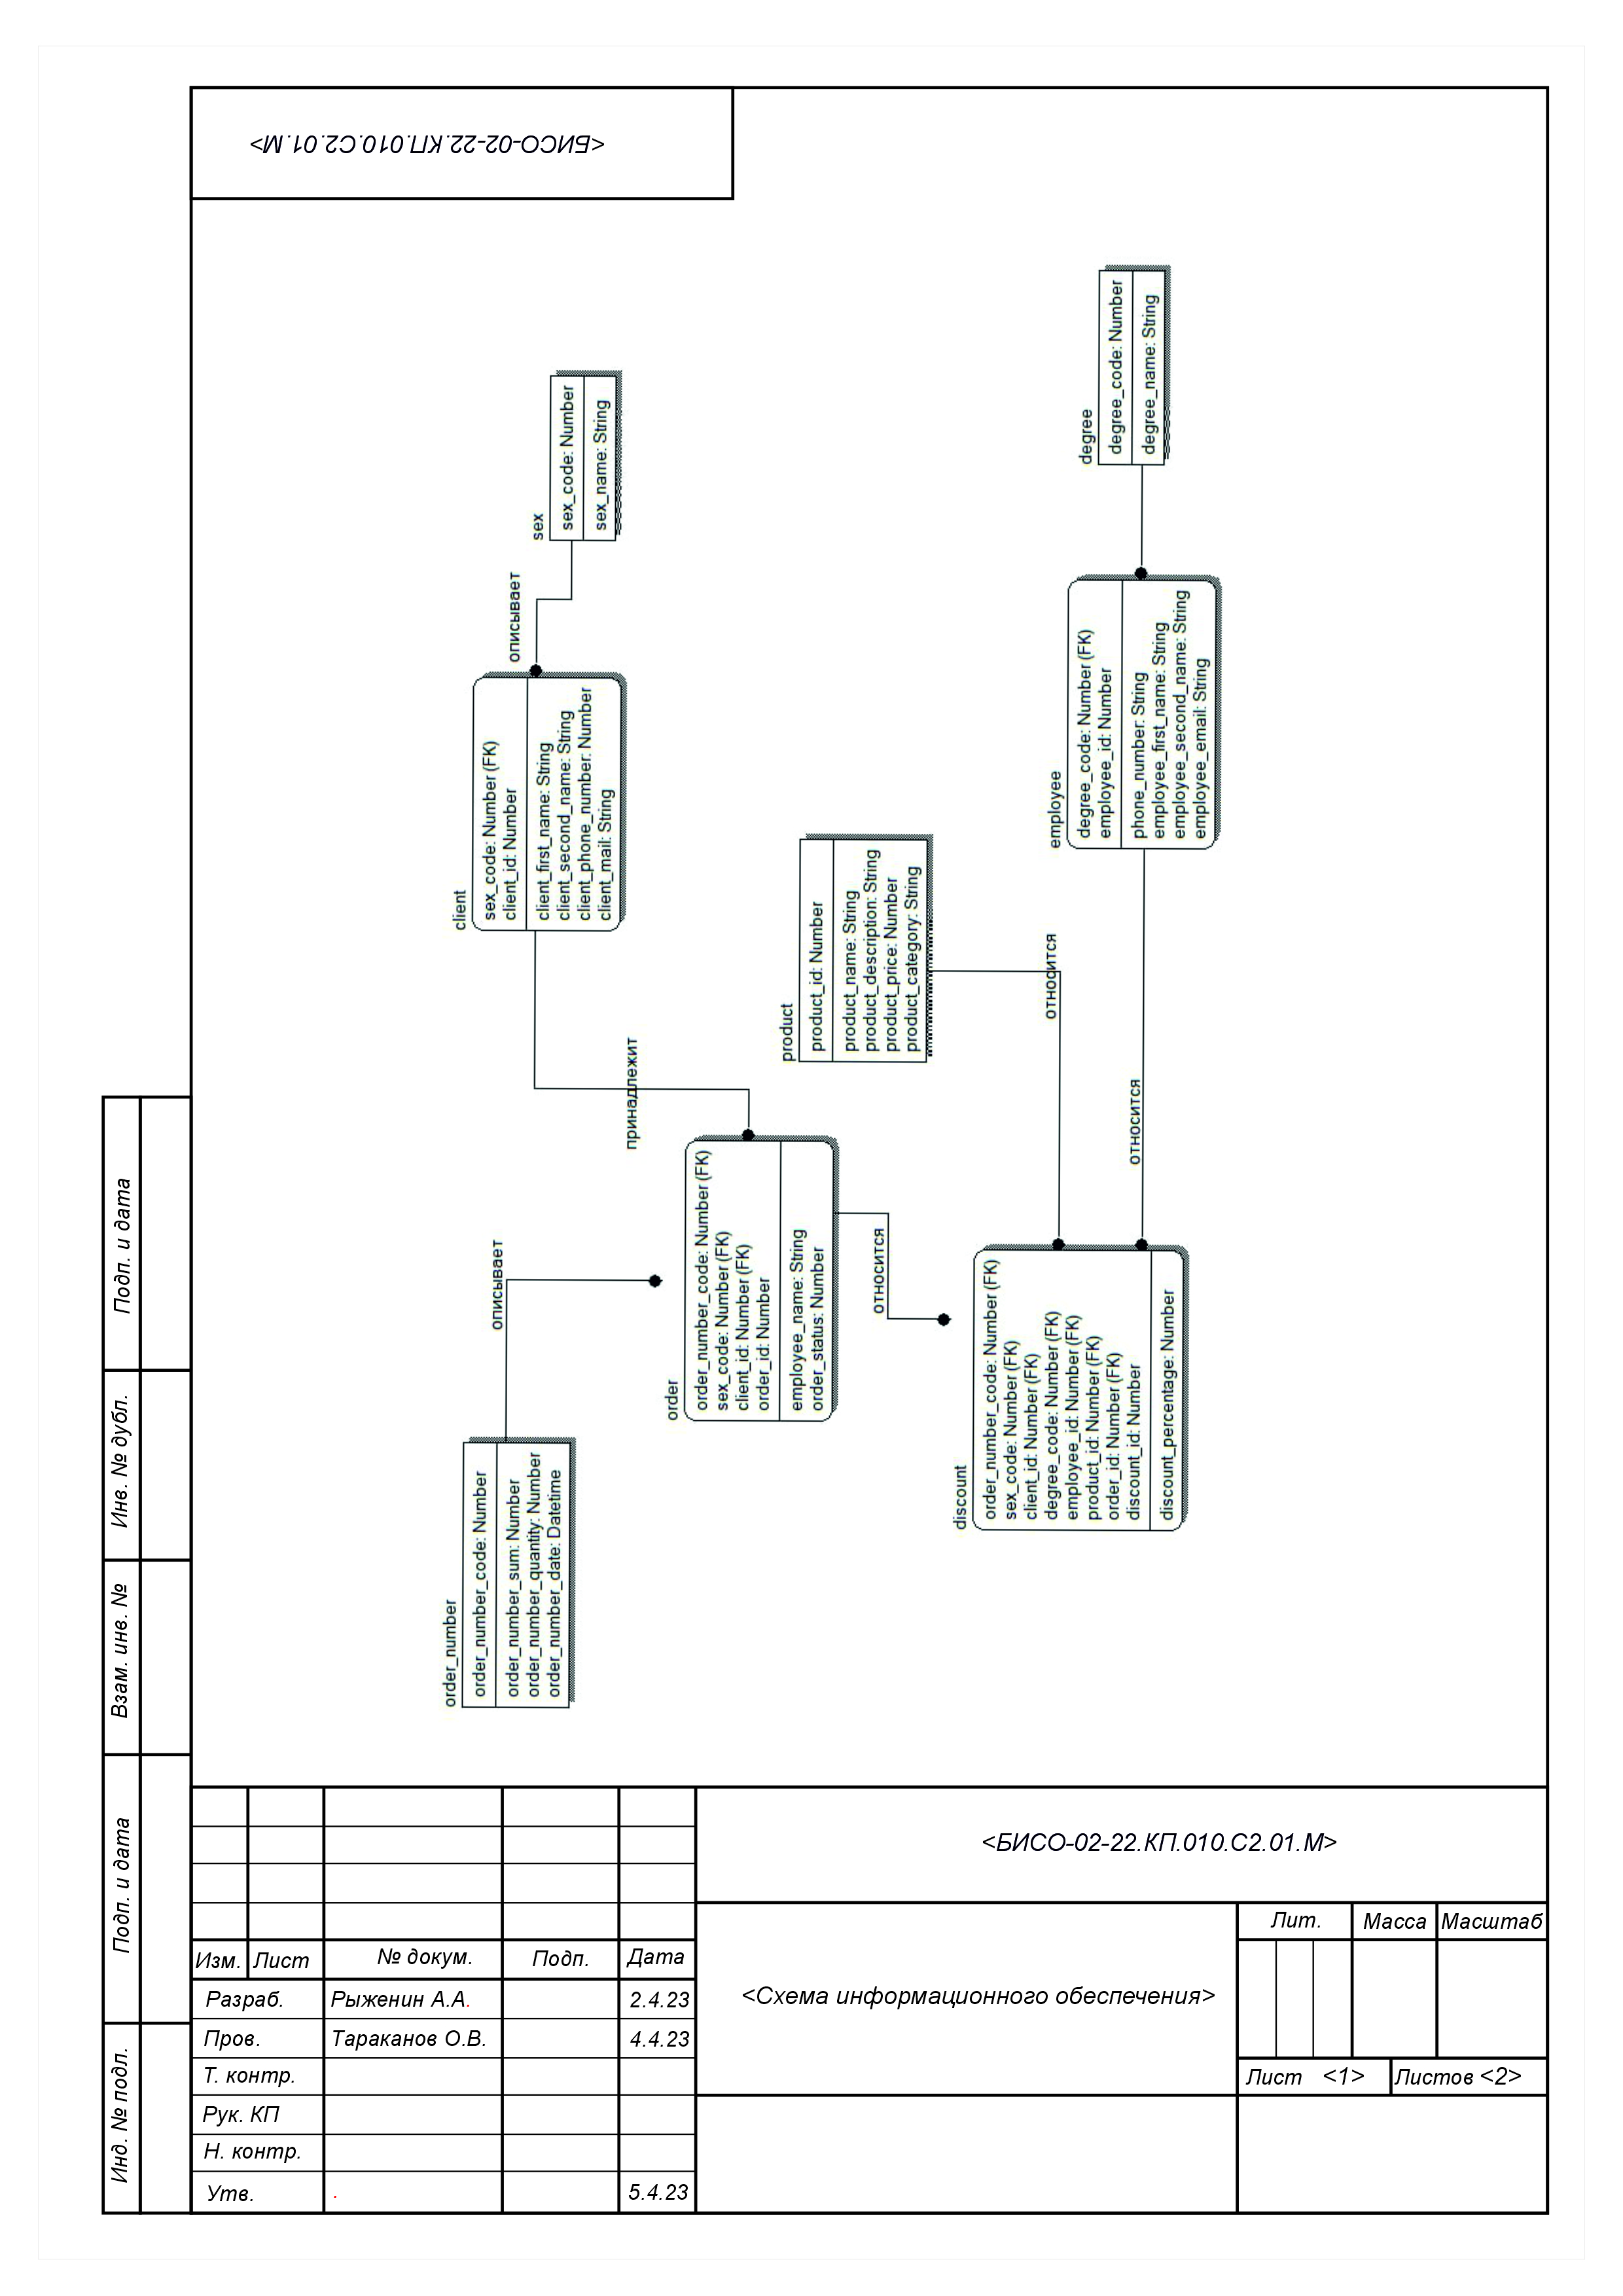 <БИСО-02-22.КП.010.С2.01.М>
sex
sex_code: Number
sex_name: String
описывает
client
sex_code: Number (FK)
client_id: Number
client_first_name: String
client_second_name: String
client_phone_number: Number
client_mail: String
принадлежит
order_number
order_number_code: Number
order_number_sum: Number
order_number_quantity: Number
order_number_date: Datetime
описывает
order
order_number_code: Number (FK)
sex_code: Number (FK)
client_id: Number (FK)
order_id: Number
employee_name: String
order_status: Number
относится
product
product_id: Number
product_name: String
product_description: String
product_price: Number
product_category: String
относится
degree
degree_code: Number
degree_name: String
employee
degree_code: Number (FK)
employee_id: Number
phone_number: String
employee_first_name: String
employee_second_name: String
employee_email: String
относится
discount
order_number_code: Number (FK)
sex_code: Number (FK)
client_id: Number (FK)
degree_code: Number (FK)
employee_id: Number (FK)
product_id: Number (FK)
order_id: Number (FK)
discount_id: Number
discount_percentage: Number
Подп. и дата
Инв. № дубл.
Взам. инв. №
Подп. и дата
Инд. № подл.
<БИСО-02-22.КП.010.С2.01.М>
Изм. Лист № докум. Подп. Дата
Разраб. Рыженин А.А. 2.4.23
Пров. Тараканов О.В. 4.4.23
Т. контр.
Рук. КП
Н. контр.
Утв. . 5.4.23
<Схема информационного обеспечения>
Лит. Масса Масштаб
Лист <1> Листов <2>